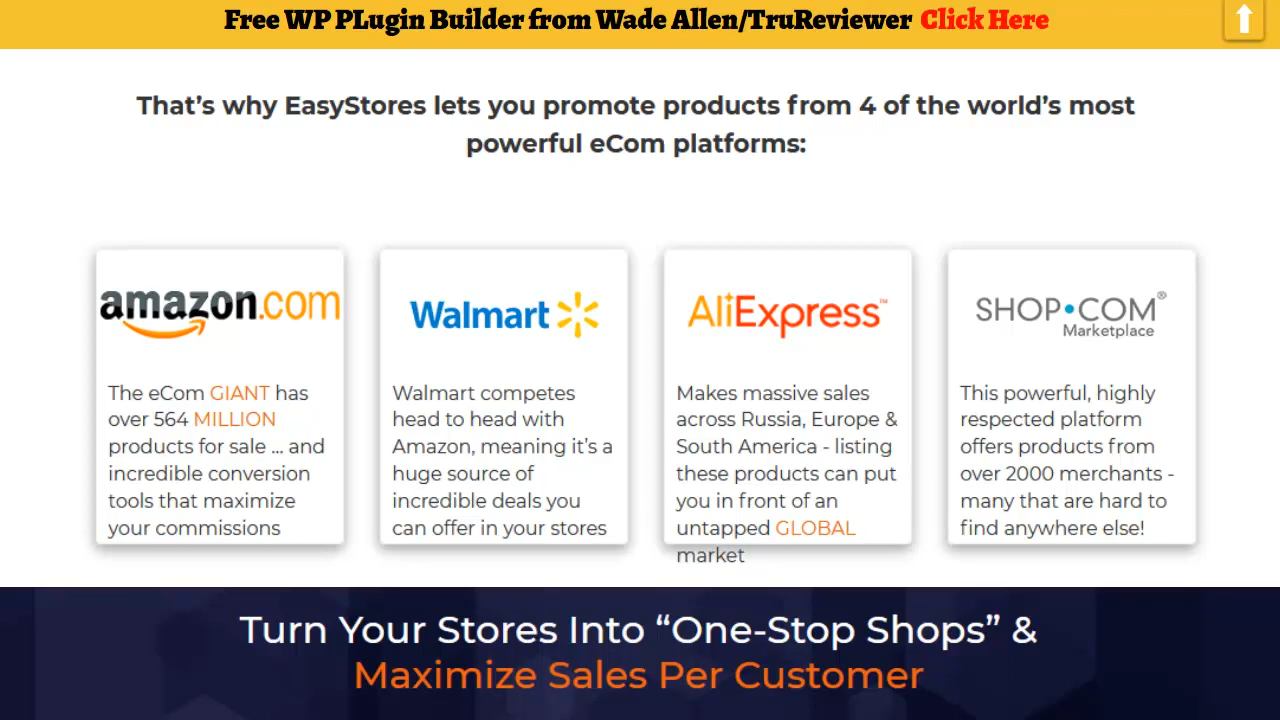 Free WP PLugin Builder from Wade Allen/TruReviewer Click Here
That's why EasyStores lets you promote products from 4 of the world's most
powerful eCom platforms:
amazon.com
The eCom GIANT has
over 564 MILLION
products for sale ... and
incredible conversion
tools that maximize
your commissions
Walmart
Walmart competes
head to head with
Amazon, meaning it's a
huge source of
incredible deals you
can offer in your stores
AliExpress™
Makes massive sales
across Russia, Europe &
South America - listing
these products can put
you in front of an
untapped GLOBAL
market
SHOP•COM®
Marketplace
This powerful, highly
respected platform
offers products from
over 2000 merchants -
many that are hard to
find anywhere else!
Turn Your Stores Into “One-Stop Shops” &
Maximize Sales Per Customer